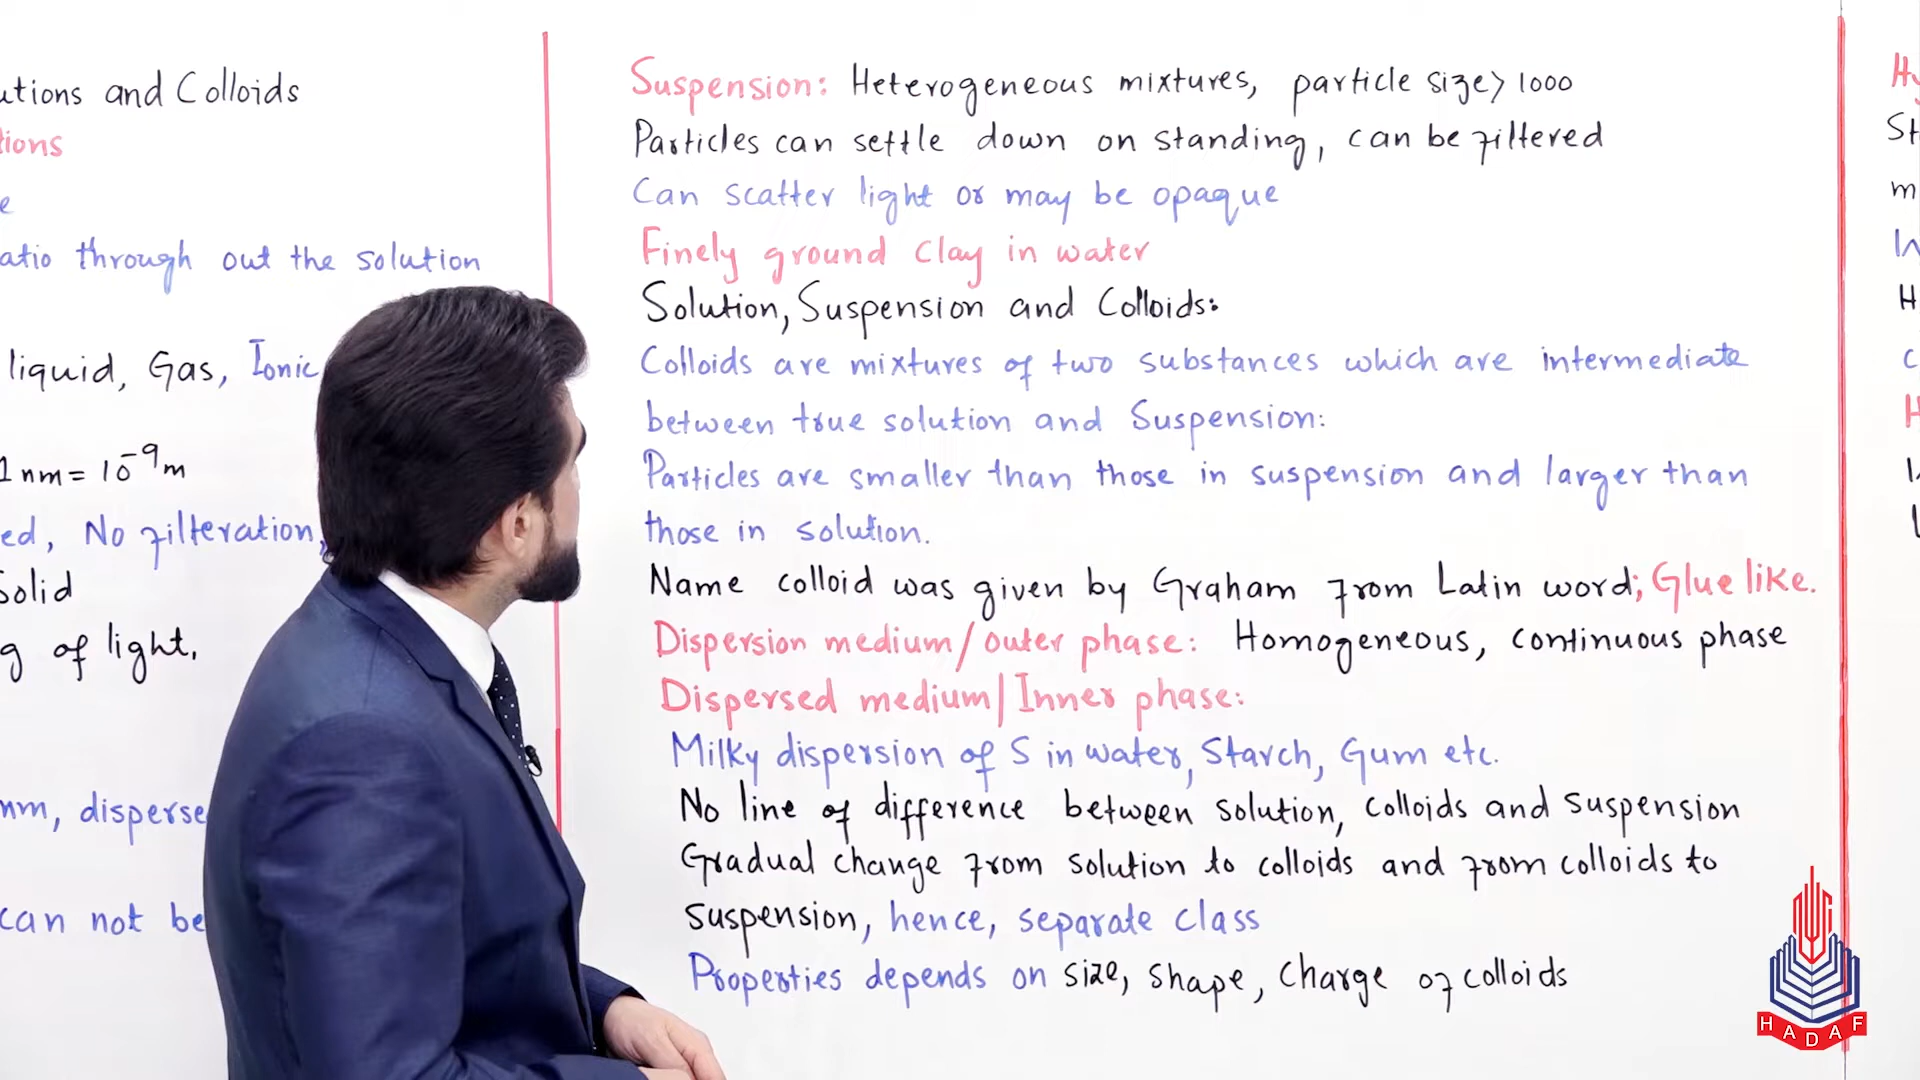 utions and Colloids
tions
e
atio through out the solution
liquid, Gas, Ionic
1 nm = 10⁻⁹ m
ed, No filteration,
Solid
g of light.
nm, disperse
can not be
Suspension: Heterogeneous mixtures, particle size > 1000
Particles can settle down on standing, can be filtered
Can scatter light or may be opaque
Finely ground clay in water
Solution, Suspension and Colloids:
Colloids are mixtures of two substances which are intermediate
between true solution and Suspension:
Particles are smaller than those in suspension and larger than
those in solution.
Name colloid was given by Graham from Latin word; Glue like.
Dispersion medium/outer phase: Homogeneous, continuous phase
Dispersed medium/Inner phase:
Milky dispersion of S in water, Starch, Gum etc.
No line of difference between solution, colloids and suspension
Gradual change from solution to colloids and from colloids to
suspension, hence, separate class
Properties depends on size, shape, charge of colloids
Hy
St
m
H
C
H
HADAF